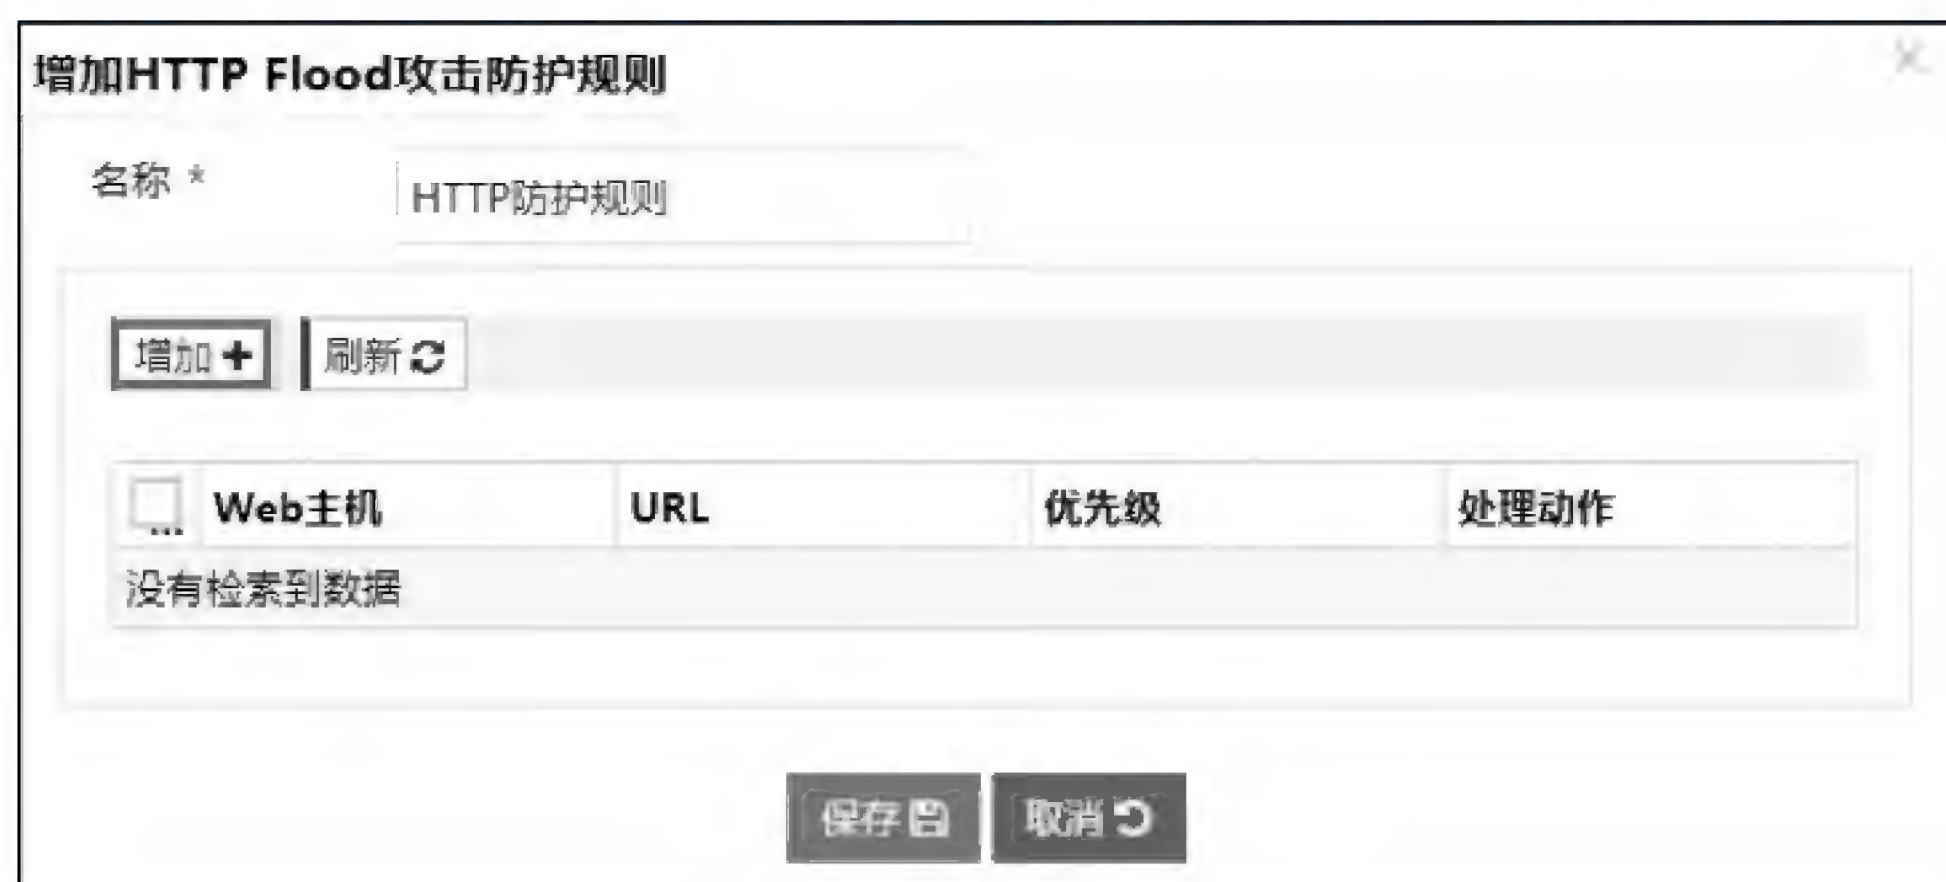 增加HTTP Flood攻击防护规则
名称 *
HTTP防护规则
增加 刷新
... Web主机 URL 优先级 处理动作
没有检索到数据
保存 取消